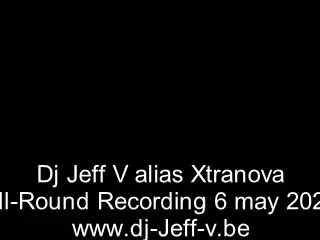 Dj Jeff V alias Xtranova
ll-Round Recording 6 may 202
www.dj-Jeff-v.be